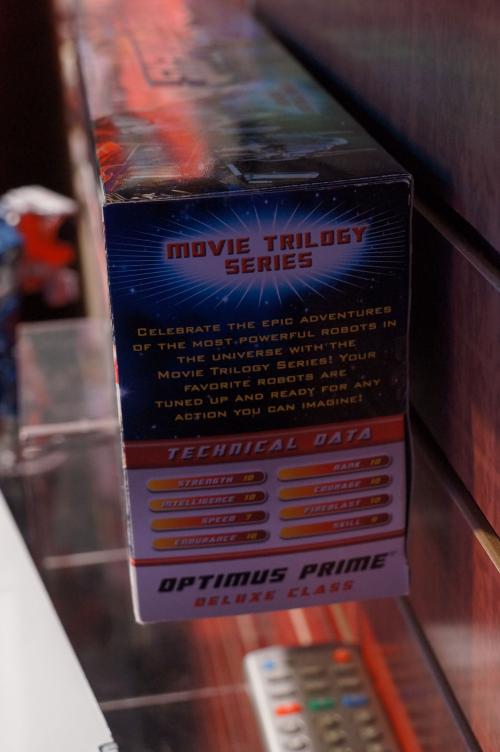 MOVIE TRILOGY
SERIES
CELEBRATE THE EPIC ADVENTURES
OF THE MOST POWERFUL ROBOTS IN
THE UNIVERSE WITH THE
MOVIE TRILOGY SERIES! YOUR
FAVORITE ROBOTS ARE
TUNED UP AND READY FOR ANY
ACTION YOU CAN IMAGINE!
TECHNICAL DATA
STRENGTH 10
RANK 10
INTELLIGENCE 10
COURAGE 10
SPEED 7
FIREBLAST 10
ENDURANCE 10
SKILL 9
OPTIMUS PRIME™
DELUXE CLASS